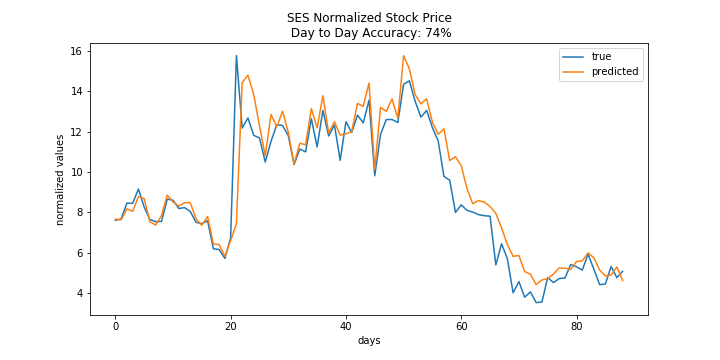 SES Normalized Stock Price
Day to Day Accuracy: 74%
true
predicted
normalized values
16
14
12
10
8
6
4
0
20
40
60
80
days